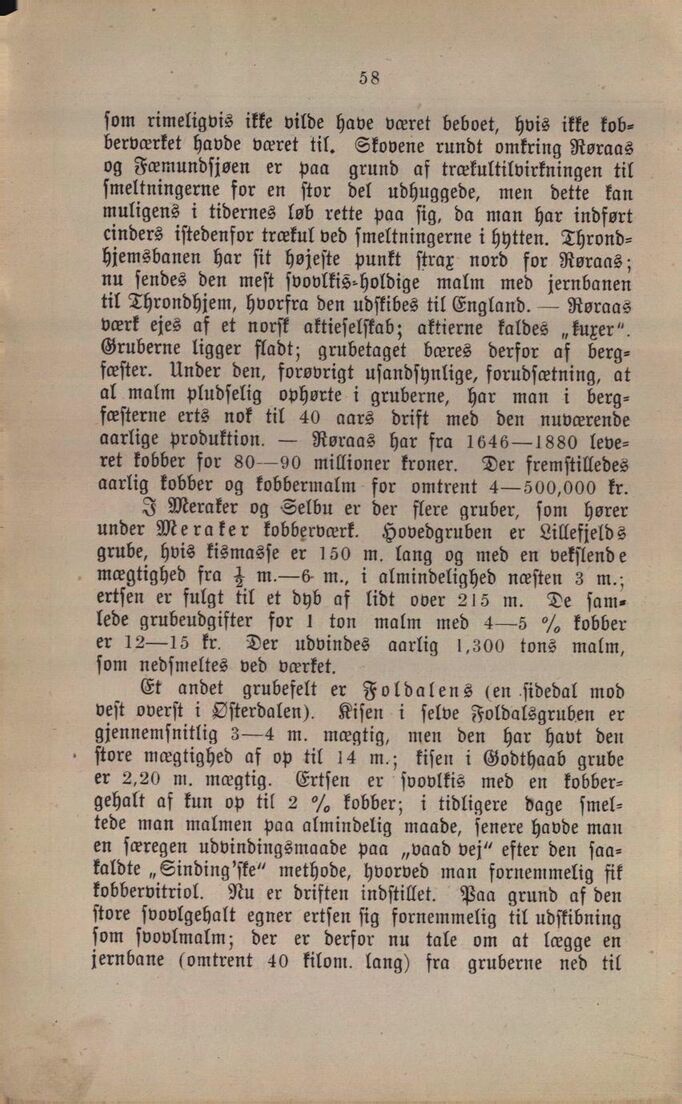 58
som rimeligvis ikke vilde have været beboet, hvis ikke kob-
berværket havde været til. Skovene rundt omkring Røraas
og Fæmundsjøen er paa grund af trækultilvirkningen til
smeltningerne for en stor del udhuggede, men dette kan
muligens i tidernes løb rette paa sig, da man har indført
cinders istedenfor trækul ved smeltningerne i hytten. Thrond-
hjemsbanen har sit højeste punkt strax nord for Røraas;
nu sendes den mest svovlkis-holdige malm med jernbanen
til Throndhjem, hvorfra den udskibes til England. — Røraas
værk ejes af et norsk aktieselskab; aktierne kaldes „kuxer".
Gruberne ligger fladt; grubetaget bæres derfor af berg-
fæster. Under den, forøvrigt usandsynlige, forudsætning, at
al malm pludselig ophørte i gruberne, har man i berg-
fæsterne erts nok til 40 aars drift med den nuværende
aarlige produktion. — Røraas har fra 1646—1880 leve-
ret kobber for 80—90 millioner kroner. Der fremstilledes
aarlig kobber og kobbermalm for omtrent 4—500,000 kr.
I Meraker og Selbu er der flere gruber, som hører
under Meraker kobberværk. Hovedgruben er Lillefjelds
grube, hvis kismasse er 150 m. lang og med en vekslende
mægtighed fra ½ m.—6 m., i almindelighed næsten 3 m.;
ertsen er fulgt til et dyb af lidt over 215 m. De sam-
lede grubeudgifter for 1 ton malm med 4—5 % kobber
er 12—15 kr. Der udvindes aarlig 1,300 tons malm,
som nedsmeltes ved værket.
Et andet grubefelt er Foldalens (en sidedal mod
vest øverst i Østerdalen). Kisen i selve Foldalsgruben er
gjennemsnitlig 3—4 m. mægtig, men den har havt den
store mægtighed af op til 14 m.; kisen i Godthaab grube
er 2,20 m. mægtig. Ertsen er svovlkis med en kobber-
gehalt af kun op til 2 % kobber; i tidligere dage smel-
tede man malmen paa almindelig maade, senere havde man
en særegen udvindingsmaade paa „vaad vej" efter den saa-
kaldte „Sinding'ske" methode, hvorved man fornemmelig fik
kobbervitriol. Nu er driften indstillet. Paa grund af den
store svovlgehalt egner ertsen sig fornemmelig til udskibning
som svovlmalm; der er derfor nu tale om at lægge en
jernbane (omtrent 40 kilom. lang) fra gruberne ned til